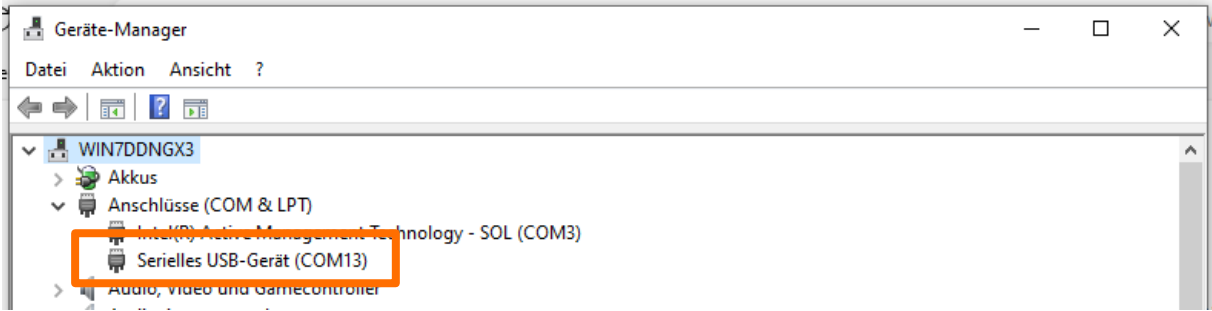 Geräte-Manager
Datei Aktion Ansicht ?
WIN7DDNGX3
Akkus
Anschlüsse (COM & LPT)
Intel(R) Active Management Technology - SOL (COM3)
Serielles USB-Gerät (COM13)
Audio, Video und Gamecontroller